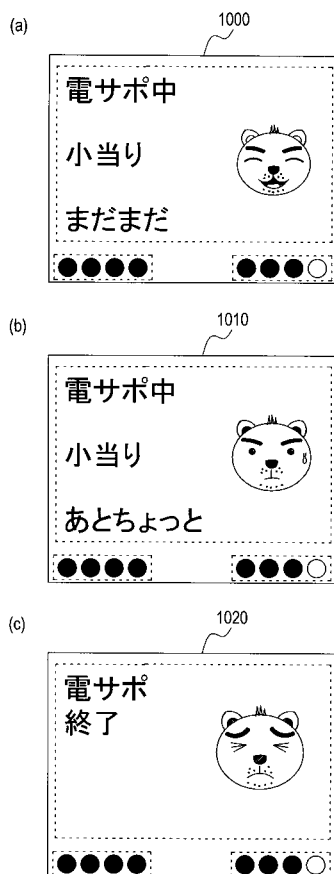 (a)
1000
電サポ中
小当り
まだまだ
(b)
1010
電サポ中
小当り
あとちょっと
(c)
1020
電サポ
終了